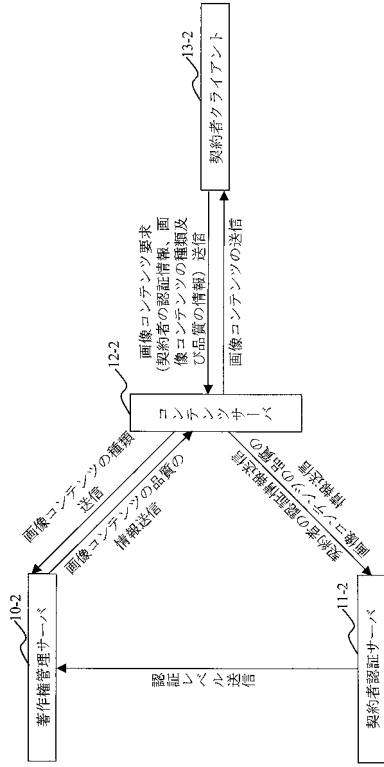 13-2
契約者クライアント
画像コンテンツ要求
(契約者の認証情報、画
像コンテンツの種類及
び品質の情報) 送信
画像コンテンツの送信
12-2
コンテンツサーバ
画像コンテンツの種類
送信
画像コンテンツの品質の
情報送信
契約者の認証情報送信
画像コンテンツの品質の
情報送信
10-2
著作権管理サーバ
認証レベル送信
11-2
契約者認証サーバ